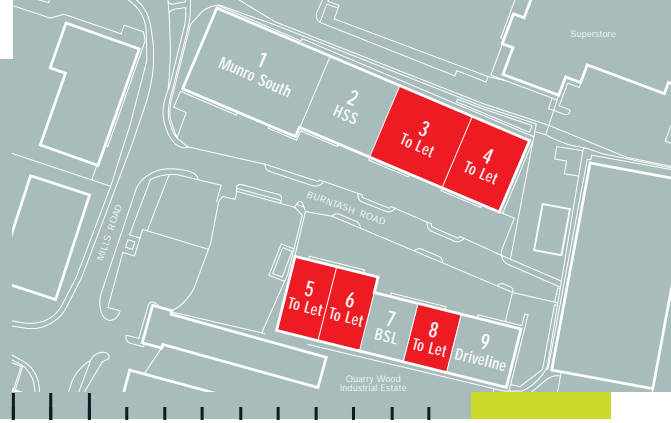 Superstore
1
Munro South
2
HSS
3
To Let
4
To Let
BURNTASH ROAD
MILLS ROAD
5
To Let
6
To Let
7
BSL
8
To Let
9
Driveline
Quarry Wood
Industrial Estate